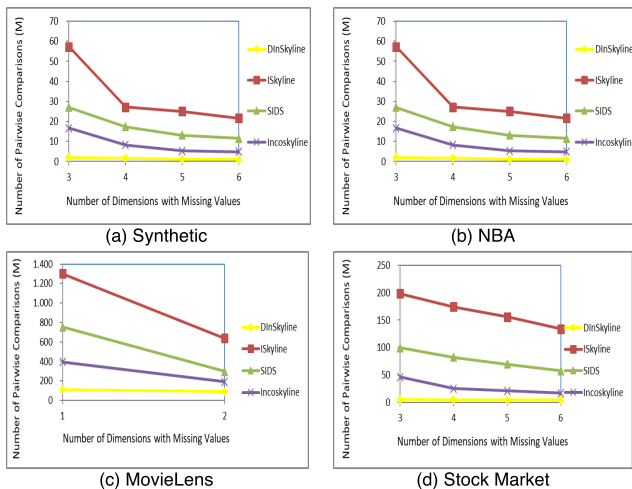 Number of Pairwise Comparisons (M)
70
60
50
40
30
20
10
0
3 4 5 6
Number of Dimensions with Missing Values
DInSkyline
ISkyline
SIDS
Incoskyline
(a) Synthetic
Number of Pairwise Comparisons (M)
70
60
50
40
30
20
10
0
3 4 5 6
Number of Dimensions with Missing Values
DInSkyline
ISkyline
SIDS
Incoskyline
(b) NBA
Number of Pairwise Comparisons (M)
1.400
1.200
1.000
800
600
400
200
0
1 2
Number of Dimensions with Missing Values
DInSkyline
ISkyline
SIDS
Incoskyline
(c) MovieLens
Number of Pairwise Comparisons (M)
250
200
150
100
50
0
3 4 5 6
Number of Dimensions with Missing Values
DInSkyline
ISkyline
SIDS
Incoskyline
(d) Stock Market